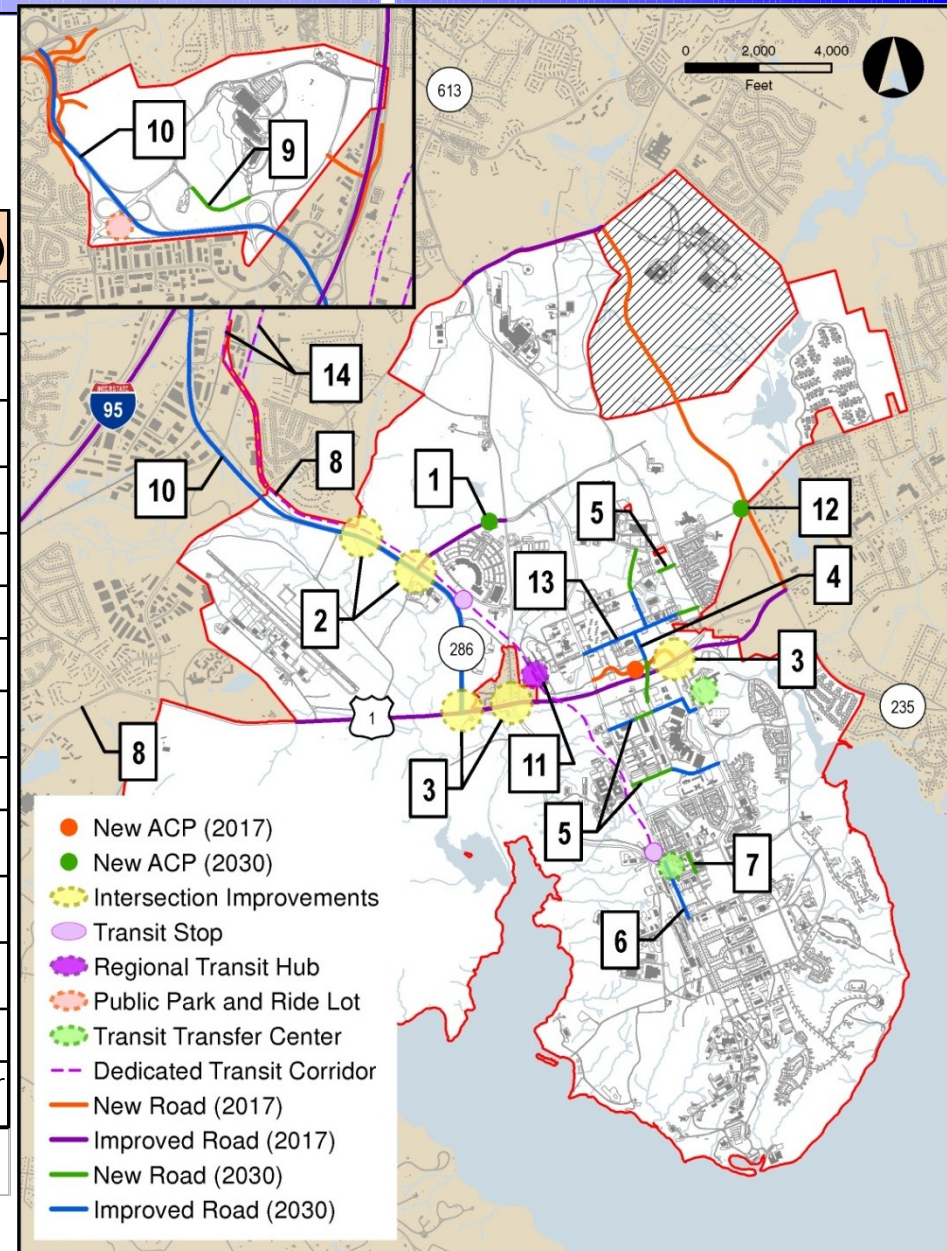 0 2,000 4,000
Feet
613
10
9
14
INTERSTATE
95
8
10
1
5
12
13
4
2
286
3
1
235
8
3
11
5
7
6
New ACP (2017)
New ACP (2030)
Intersection Improvements
Transit Stop
Regional Transit Hub
Public Park and Ride Lot
Transit Transfer Center
Dedicated Transit Corridor
New Road (2017)
Improved Road (2017)
New Road (2030)
Improved Road (2030)